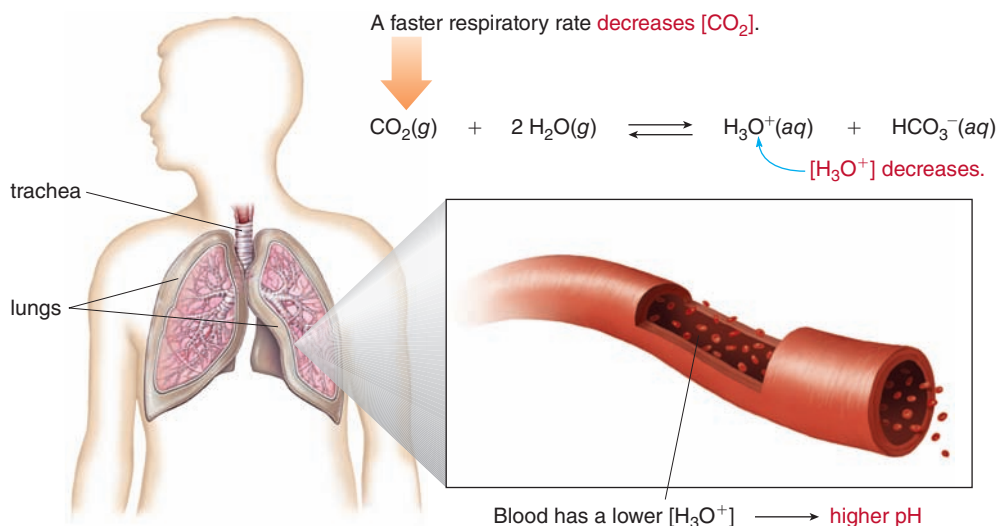 A faster respiratory rate decreases [CO₂].
CO₂(g) + 2 H₂O(g) ⇌ H₃O⁺(aq) + HCO₃⁻(aq)
[H₃O⁺] decreases.
trachea
lungs
Blood has a lower [H₃O⁺] ⟶ higher pH